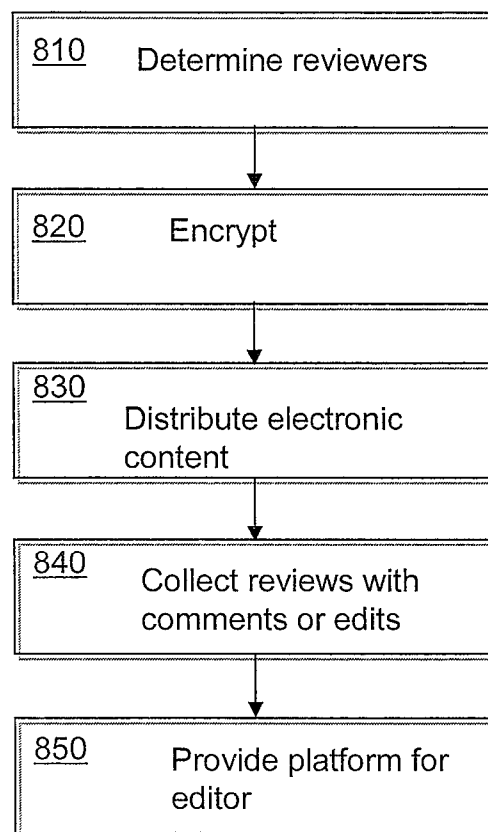 810 Determine reviewers
820 Encrypt
830
Distribute electronic
content
840
Collect reviews with
comments or edits
850 Provide platform for
editor